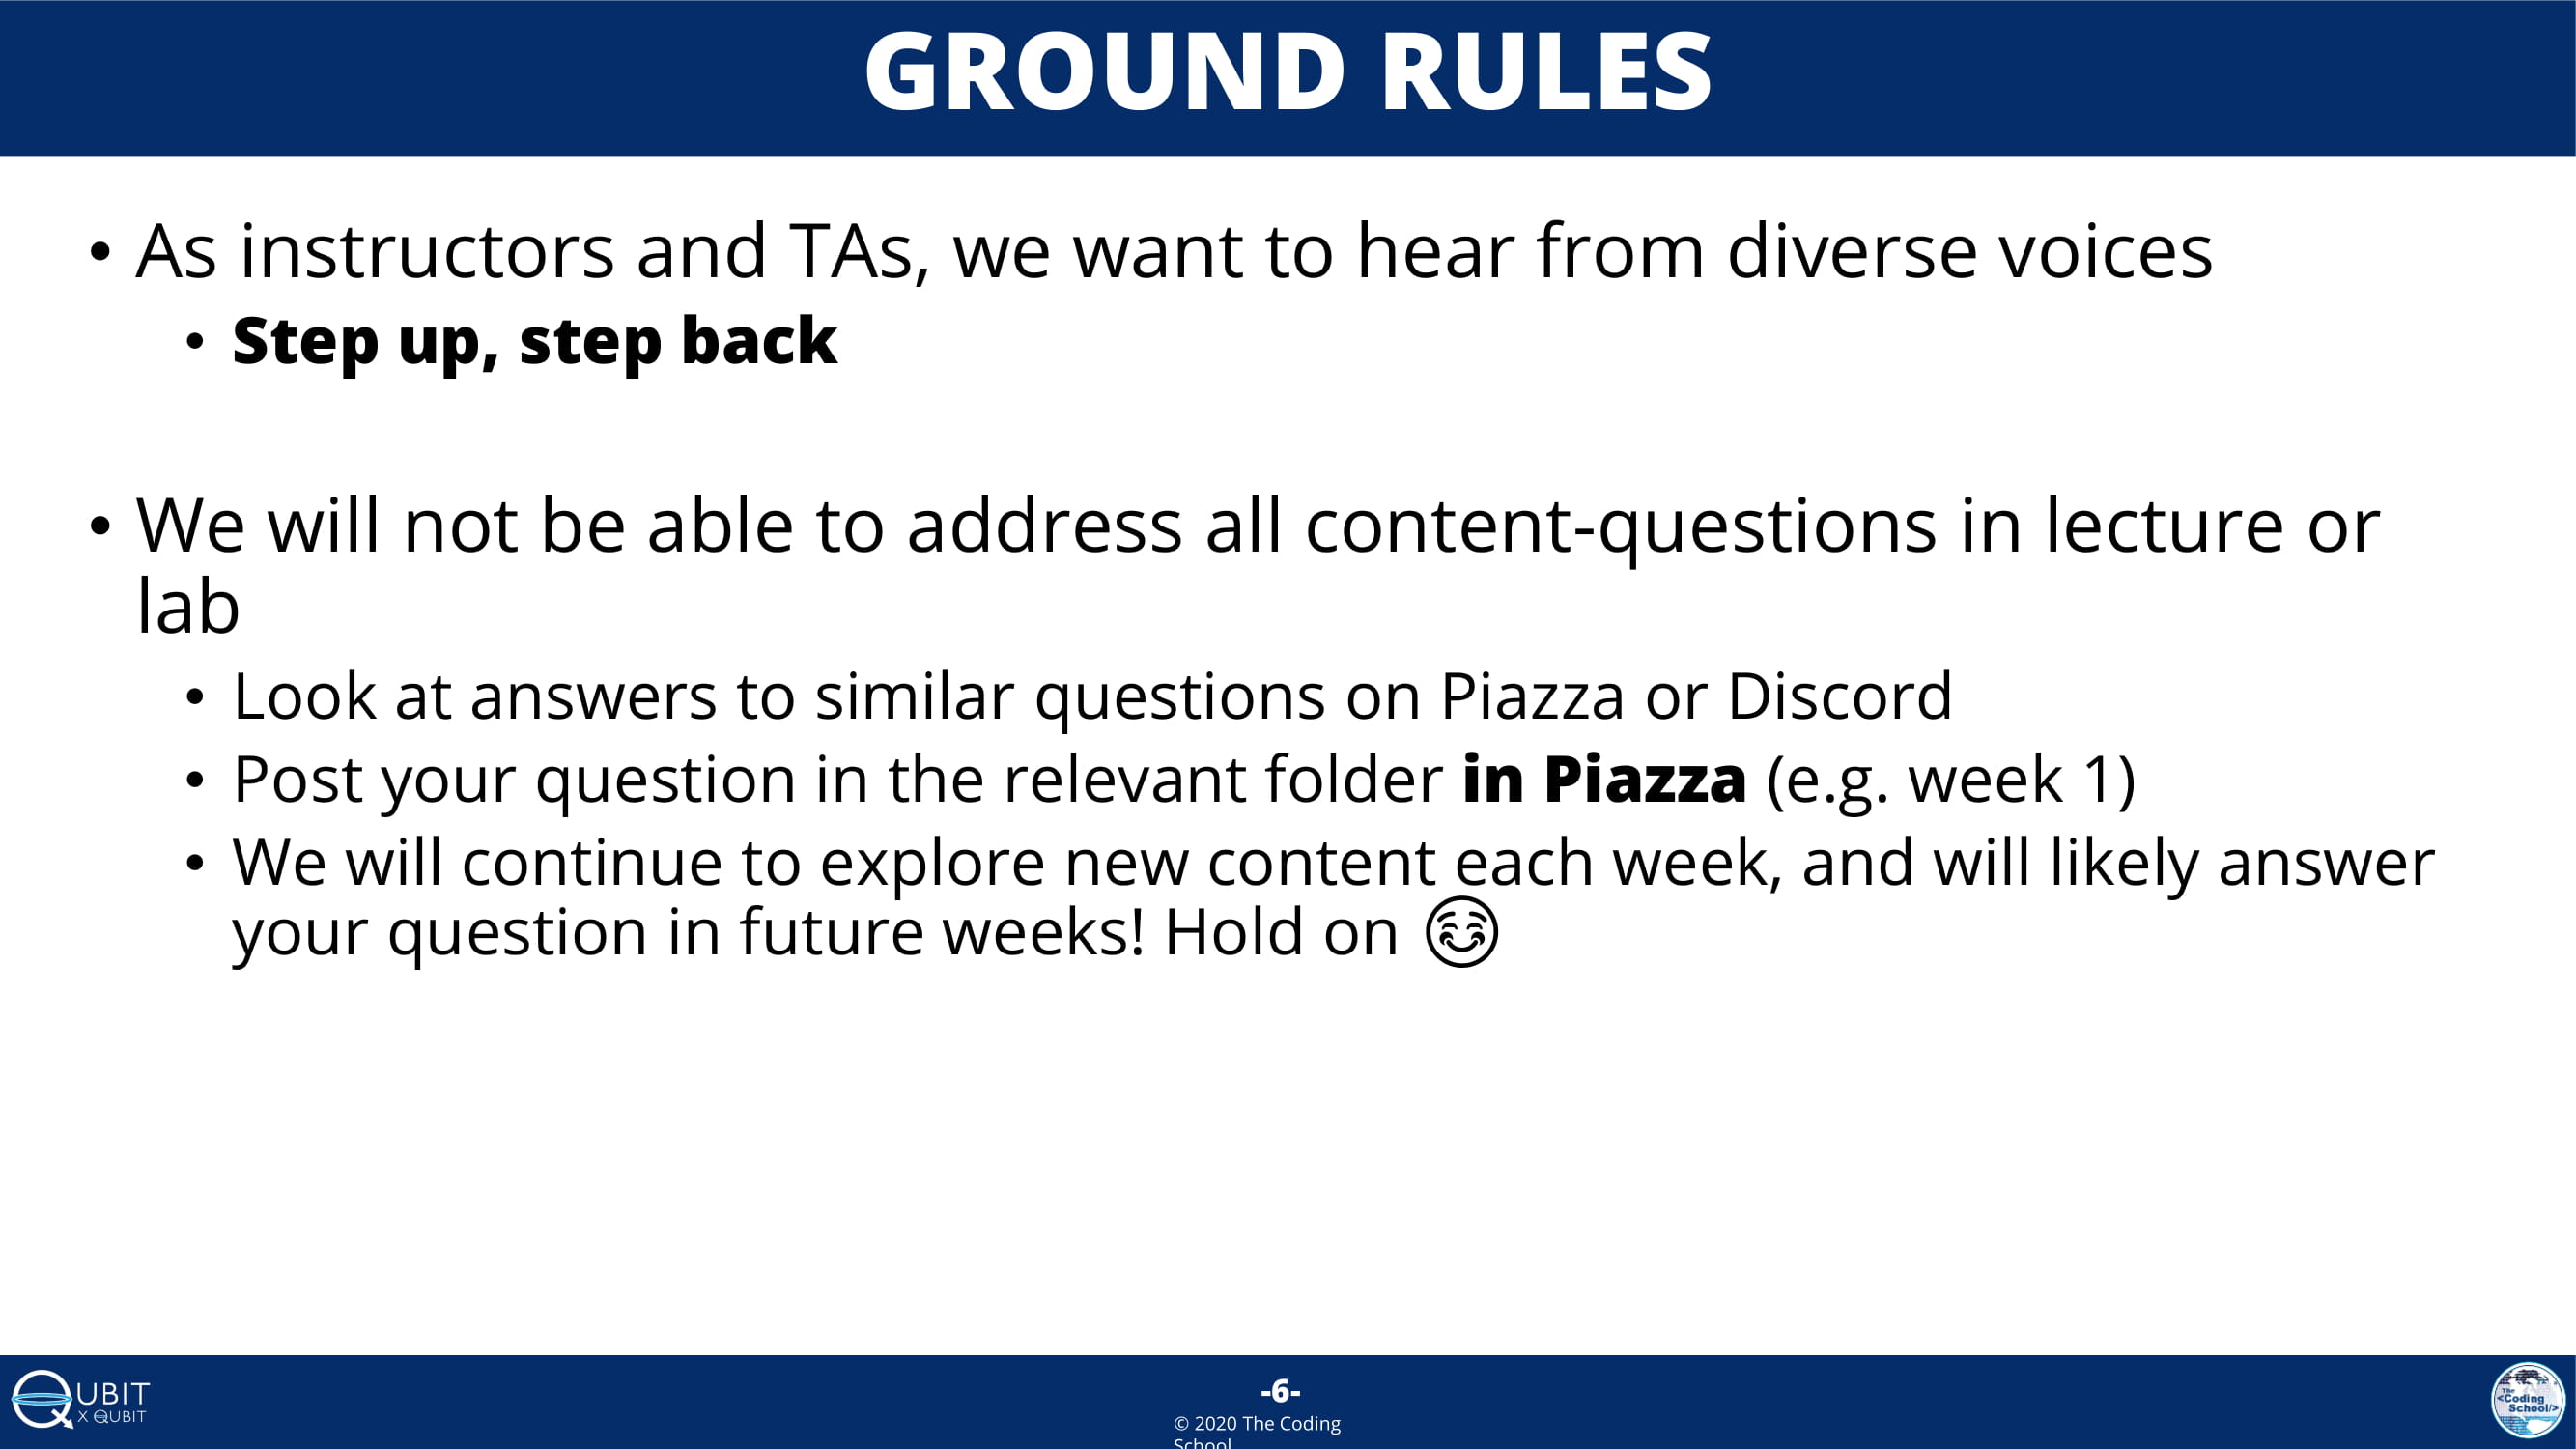 GROUND RULES
• As instructors and TAs, we want to hear from diverse voices
• Step up, step back
• We will not be able to address all content-questions in lecture or
lab
• Look at answers to similar questions on Piazza or Discord
• Post your question in the relevant folder in Piazza (e.g. week 1)
• We will continue to explore new content each week, and will likely answer
your question in future weeks! Hold on 😊
QUBIT
X QUBIT
-6-
© 2020 The Coding
School
The
<Coding
School/>